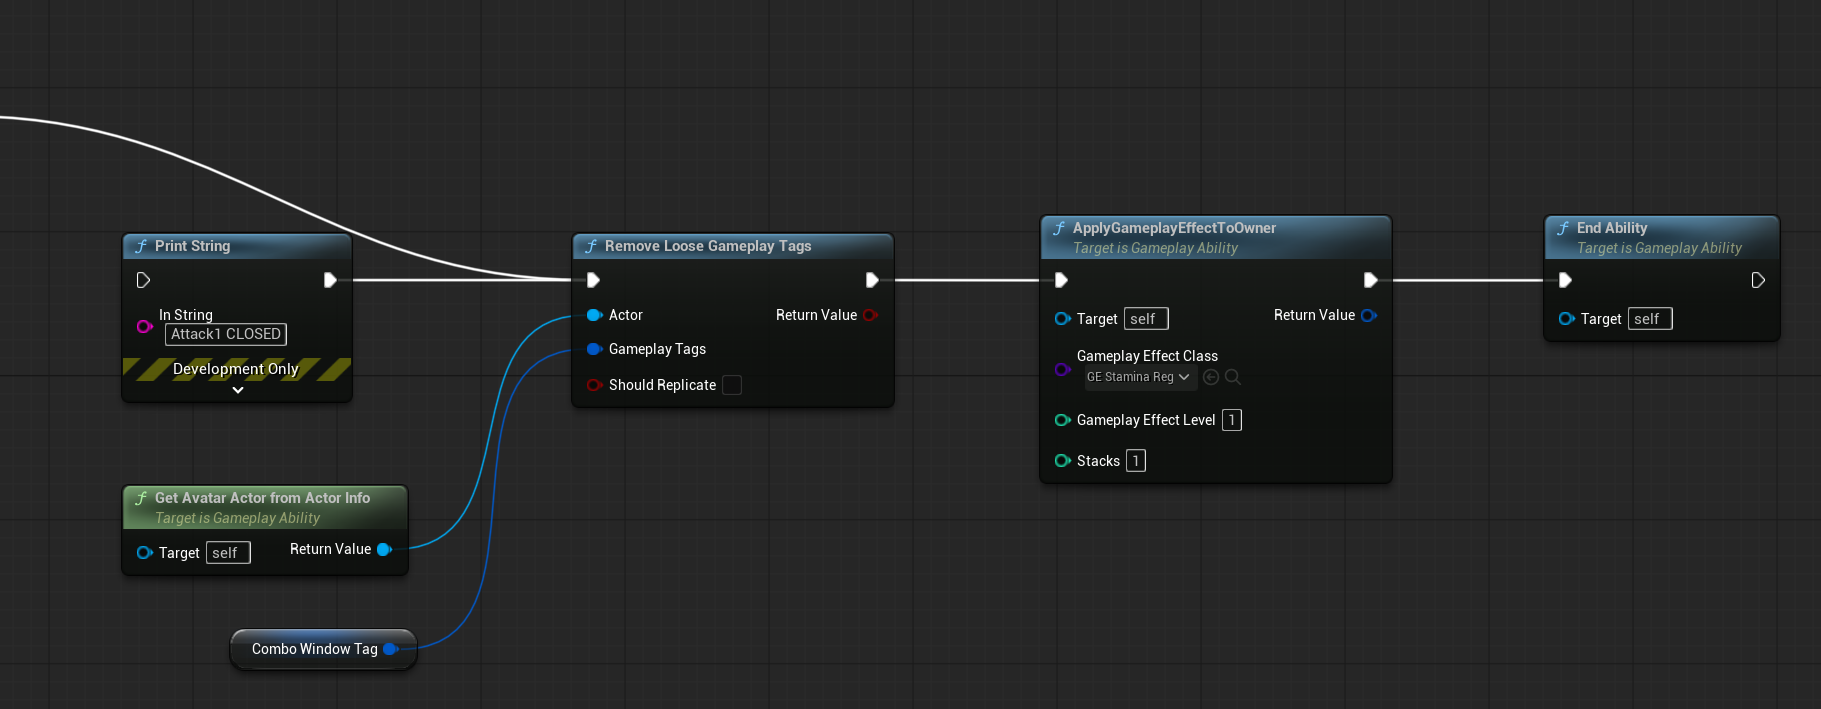 Print String
In String
Attack1 CLOSED
Development Only
Remove Loose Gameplay Tags
Actor
Return Value
Gameplay Tags
Should Replicate
ApplyGameplayEffectToOwner
Target is Gameplay Ability
Target self
Return Value
Gameplay Effect Class
GE Stamina Reg
Gameplay Effect Level 1
Stacks 1
End Ability
Target is Gameplay Ability
Target self
Get Avatar Actor from Actor Info
Target is Gameplay Ability
Target self
Return Value
Combo Window Tag